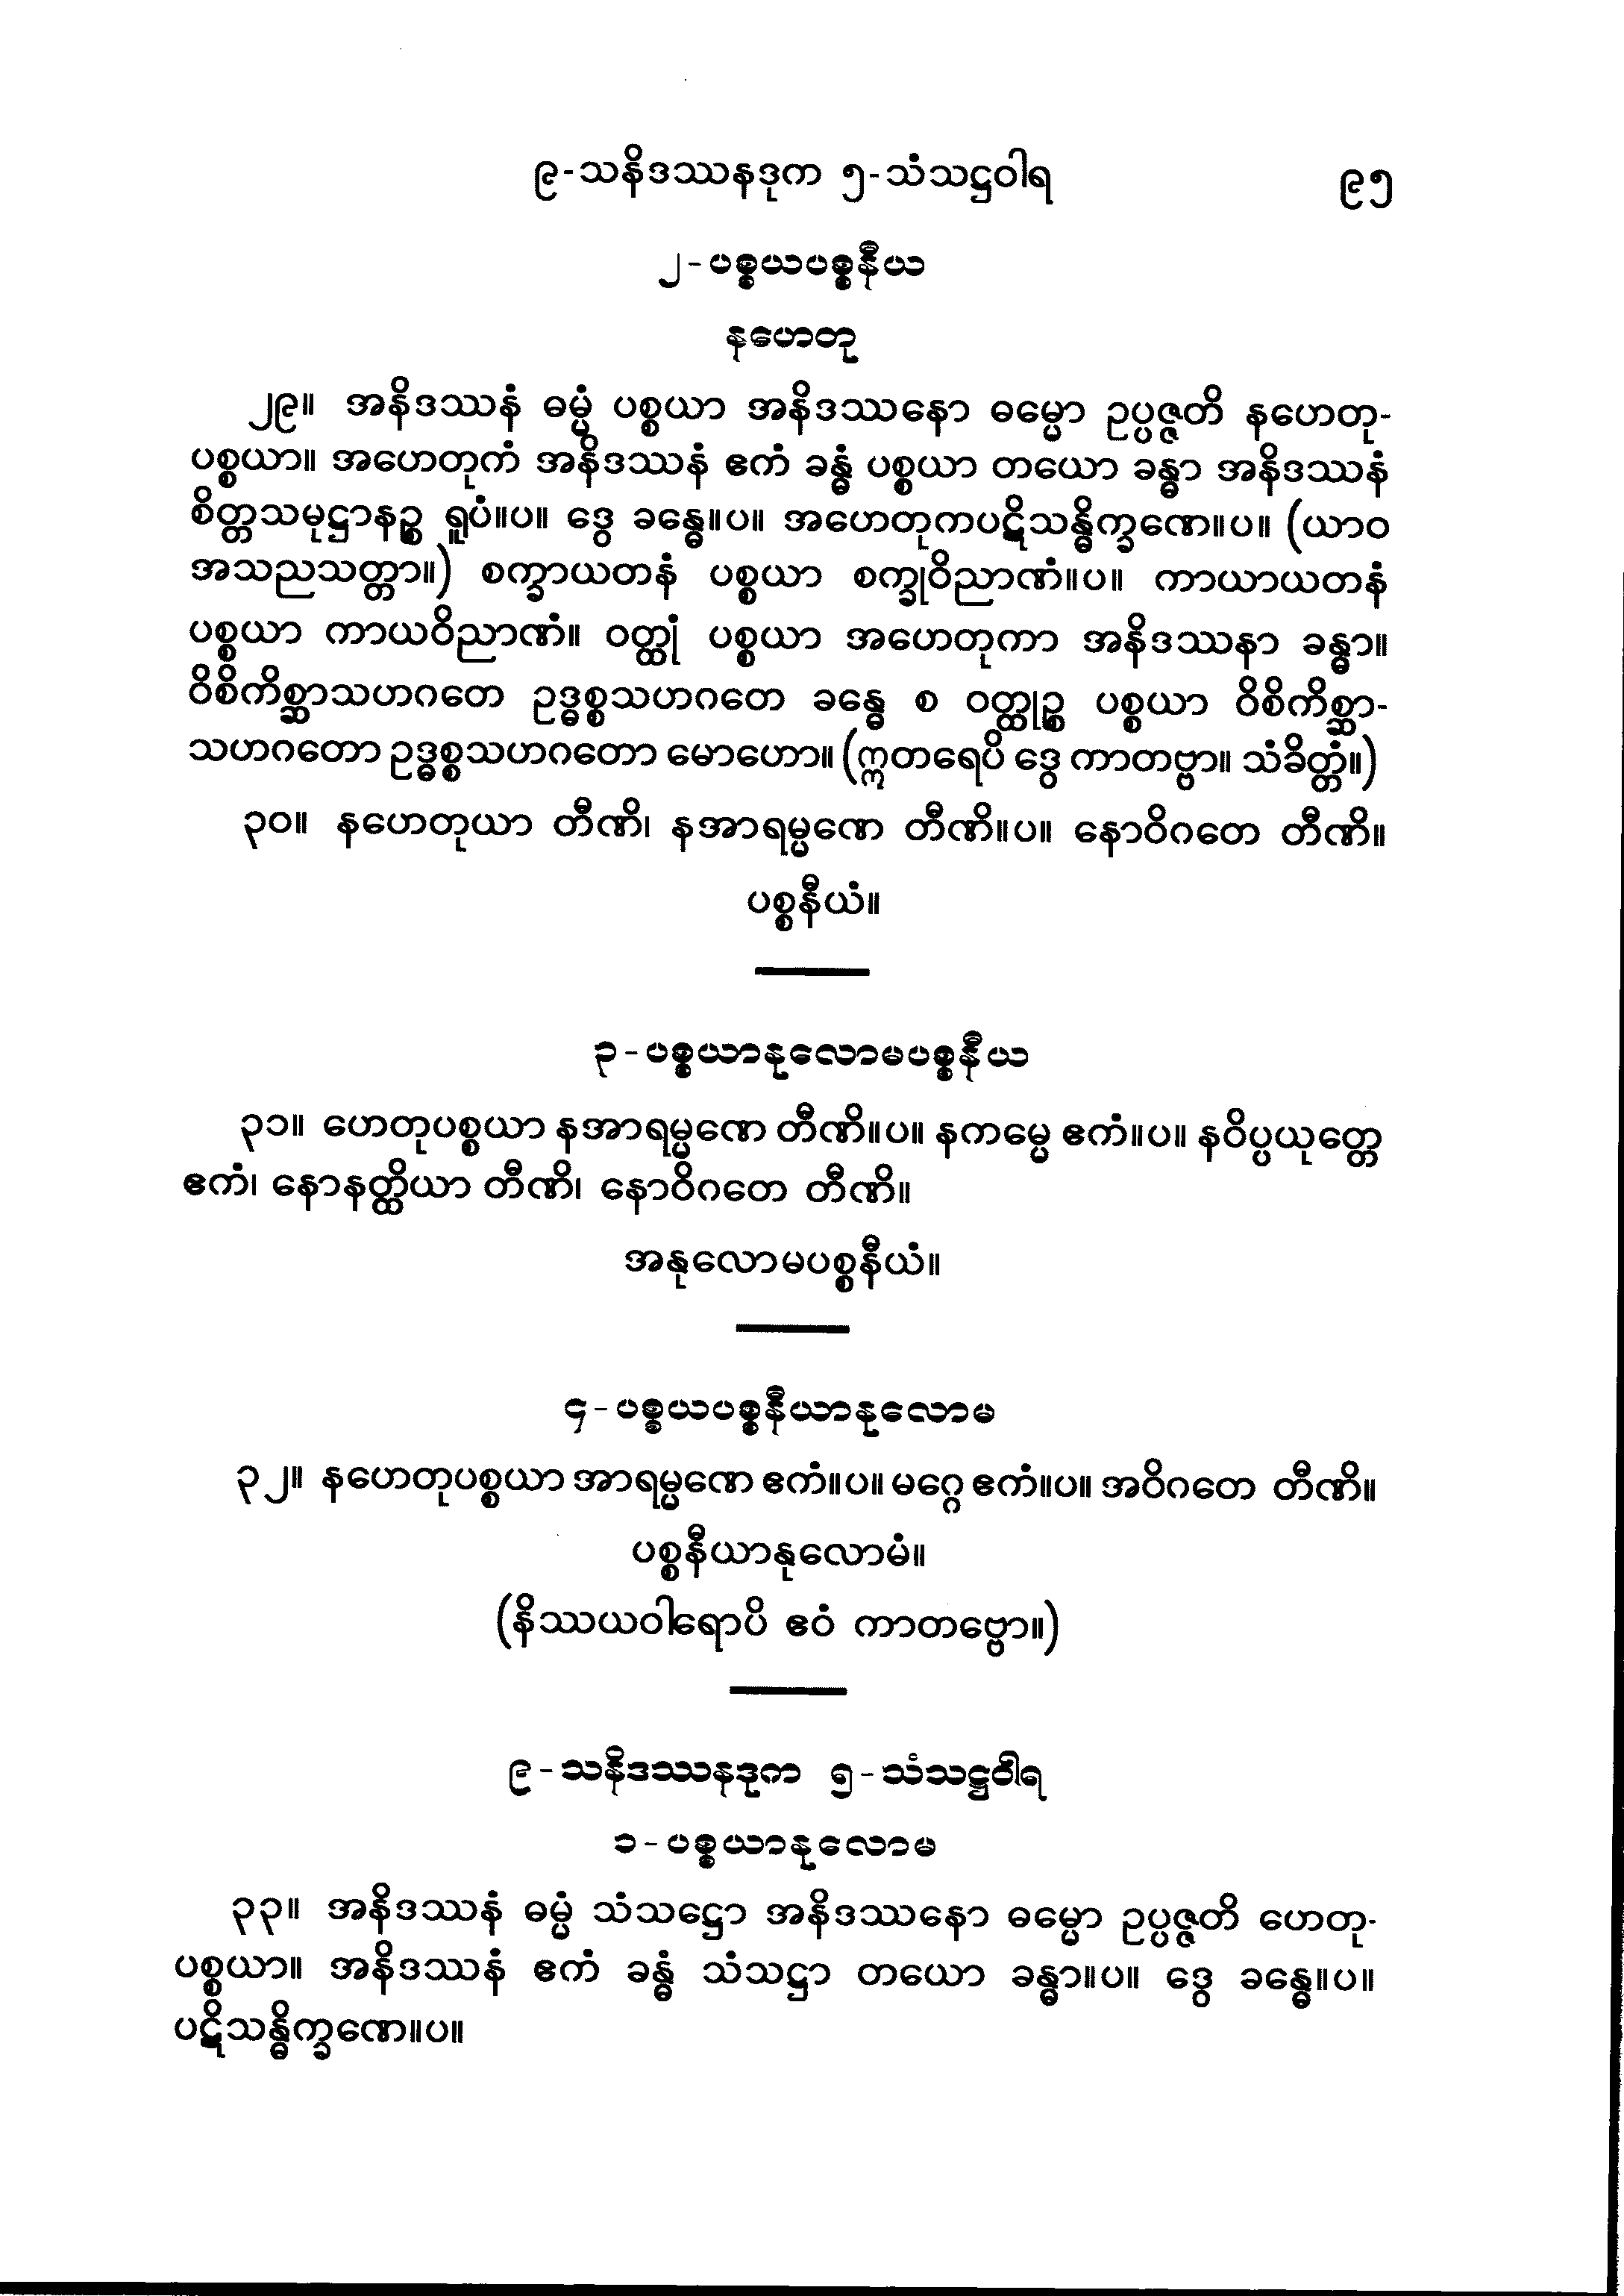 ၉-သနိဒဿနဒုက ၅-သံသဋ္ဌဝါရ ၉၅
၂-ပစ္စယပစ္စနီယ
နဟေတု
၂၉။ အနိဒဿနံ ဓမ္မံ ပစ္စယာ အနိဒဿနော ဓမ္မော ဥပ္ပဇ္ဇတိ နဟေတု-
ပစ္စယာ။ အဟေတုကံ အနိဒဿနံ ဧကံ ခန္ဓံ ပစ္စယာ တယော ခန္ဓာ အနိဒဿနံ
စိတ္တသမုဋ္ဌာနဉ္စ ရူပံ။ပ။ ဒွေ ခန္ဓေ။ပ။ အဟေတုကပဋိသန္ဓိက္ခဏေ။ပ။ (ယာဝ
အသညသတ္တာ။) စက္ခာယတနံ ပစ္စယာ စက္ခုဝိညာဏံ။ပ။ ကာယာယတနံ
ပစ္စယာ ကာယဝိညာဏံ။ ဝတ္ထုံ ပစ္စယာ အဟေတုကာ အနိဒဿနာ ခန္ဓာ။
ဝိစိကိစ္ဆာသဟဂတေ ဥဒ္ဓစ္စသဟဂတေ ခန္ဓေ စ ဝတ္ထုဉ္စ ပစ္စယာ ဝိစိကိစ္ဆာ-
သဟဂတော ဥဒ္ဓစ္စသဟဂတော မောဟော။ (ဣတရေပိ ဒွေ ကာတဗ္ဗာ။ သံခိတ္တံ။)
၃၀။ နဟေတုယာ တီဏိ၊ နအာရမ္မဏေ တီဏိ။ပ။ နောဝိဂတေ တီဏိ။
ပစ္စနီယံ။
၃-ပစ္စယာနုလောမပစ္စနီယ
၃၁။ ဟေတုပစ္စယာ နအာရမ္မဏေ တီဏိ။ပ။ နကမ္မေ ဧကံ။ပ။ နဝိပ္ပယုတ္တေ
ဧကံ၊ နောနတ္ထိယာ တီဏိ၊ နောဝိဂတေ တီဏိ။
အနုလောမပစ္စနီယံ။
၄-ပစ္စယပစ္စနီယာနုလောမ
၃၂။ နဟေတုပစ္စယာ အာရမ္မဏေ ဧကံ။ပ။ မဂ္ဂေ ဧကံ။ပ။ အဝိဂတေ တီဏိ။
ပစ္စနီယာနုလောမံ။
(နိဿယဝါရောပိ ဧဝံ ကာတဗ္ဗော။)
၉-သနိဒဿနဒုက ၅-သံသဋ္ဌဝါရ
၁-ပစ္စယာနုလောမ
၃၃။ အနိဒဿနံ ဓမ္မံ သံသဋ္ဌော အနိဒဿနော ဓမ္မော ဥပ္ပဇ္ဇတိ ဟေတု-
ပစ္စယာ။ အနိဒဿနံ ဧကံ ခန္ဓံ သံသဋ္ဌာ တယော ခန္ဓာ။ပ။ ဒွေ ခန္ဓေ။ပ။
ပဋိသန္ဓိက္ခဏေ။ပ။